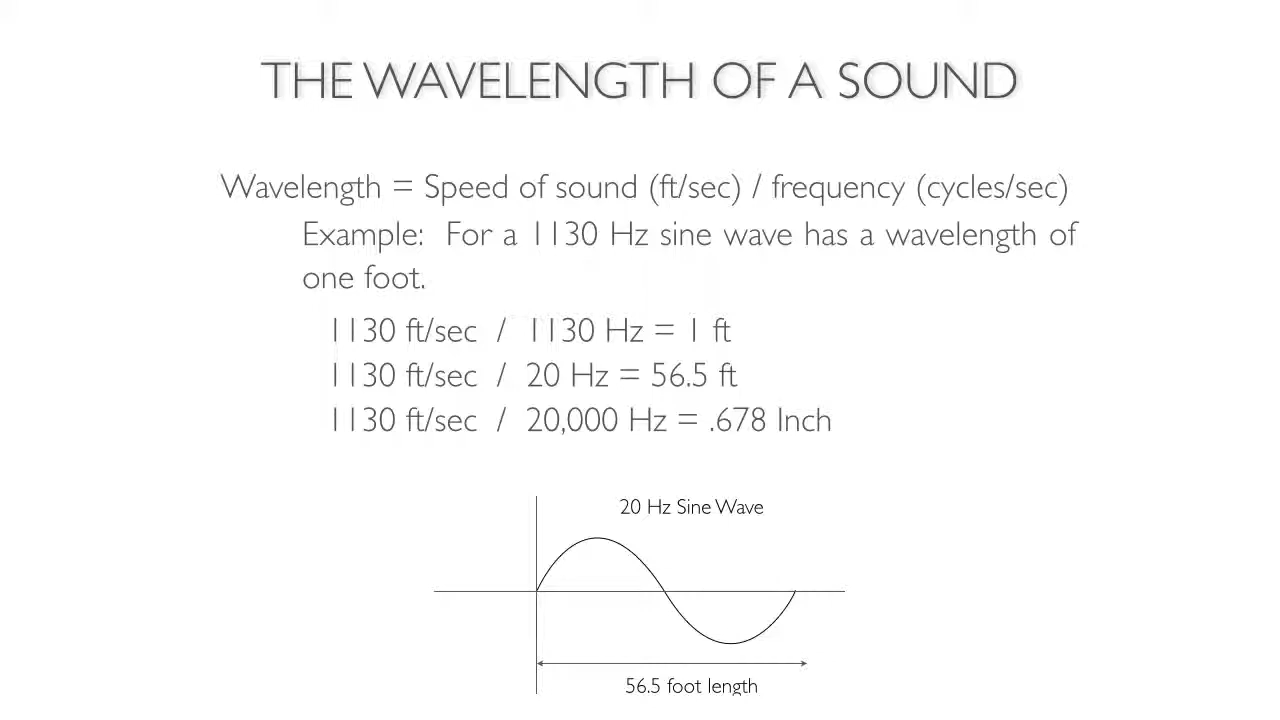 THE WAVELENGTH OF A SOUND
Wavelength = Speed of sound (ft/sec) / frequency (cycles/sec)
Example: For a 1130 Hz sine wave has a wavelength of
one foot.
1130 ft/sec / 1130 Hz = 1 ft
1130 ft/sec / 20 Hz = 56.5 ft
1130 ft/sec / 20,000 Hz = .678 Inch
20 Hz Sine Wave
56.5 foot length